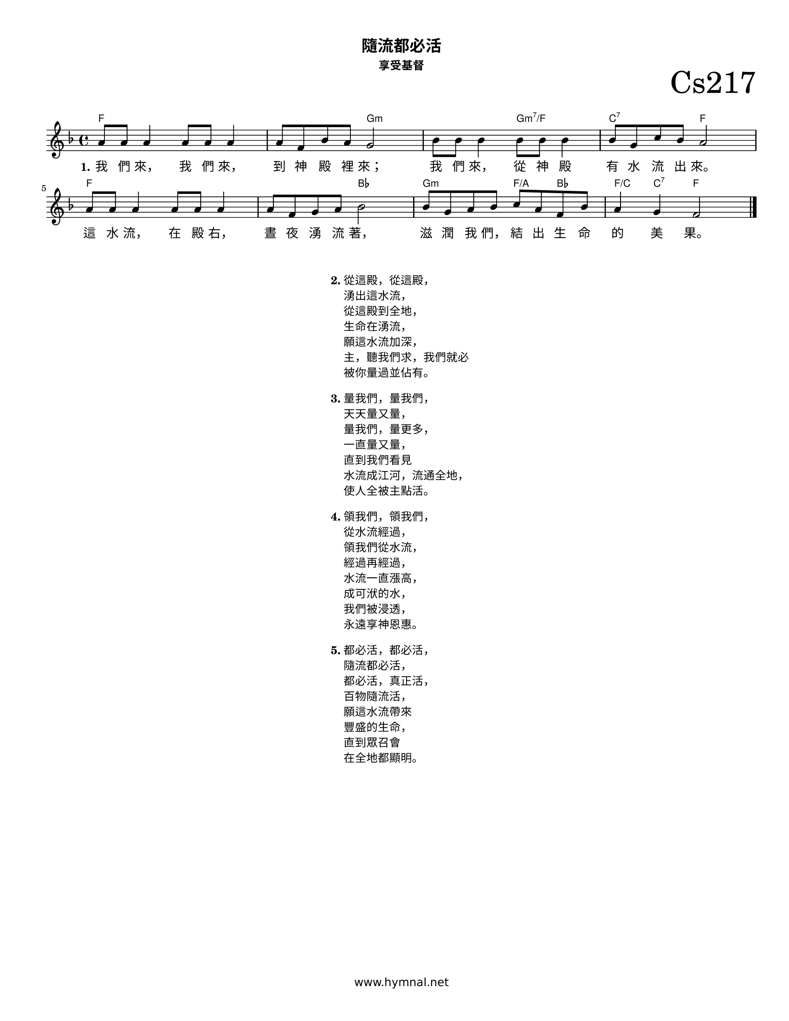 隨流都必活
享受基督
Cs217
F Gm Gm7/F C7 F
1. 我 們 來， 我 們 來， 到 神 殿 裡 來； 我 們 來， 從 神 殿 有 水 流 出 來。
5 F B♭ Gm F/A B♭ F/C C7 F
這 水 流， 在 殿 右， 晝 夜 湧 流 著， 滋 潤 我 們， 結 出 生 命 的 美 果。
2. 從這殿，從這殿，
湧出這水流，
從這殿到全地，
生命在湧流，
願這水流加深，
主，聽我們求，我們就必
被你量過並佔有。
3. 量我們，量我們，
天天量又量，
量我們，量更多，
一直量又量，
直到我們看見
水流成江河，流通全地，
使人全被主點活。
4. 領我們，領我們，
從水流經過，
領我們從水流，
經過再經過，
水流一直漲高，
成可洑的水，
我們被浸透，
永遠享神恩惠。
5. 都必活，都必活，
隨流都必活，
都必活，真正活，
百物隨流活，
願這水流帶來
豐盛的生命，
直到眾召會
在全地都顯明。
www.hymnal.net